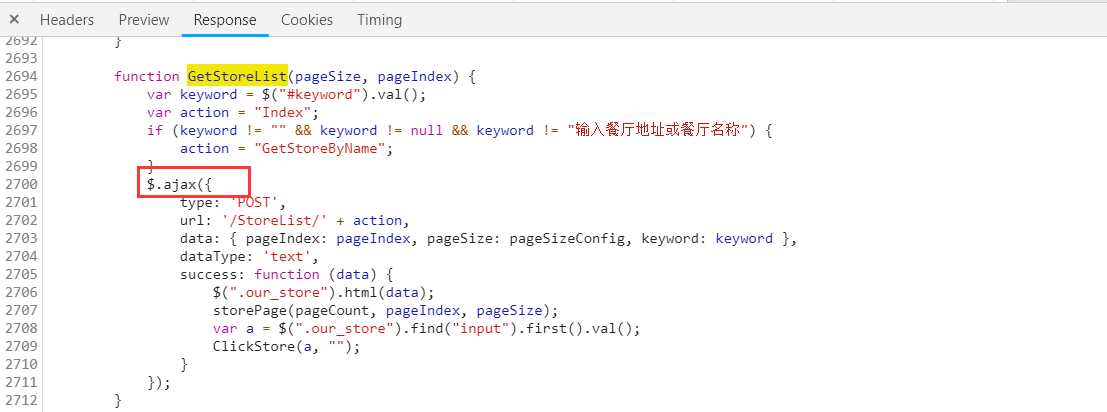 × Headers Preview Response Cookies Timing
2692 }
2693
2694 function GetStoreList(pageSize, pageIndex) {
2695 var keyword = $("#keyword").val();
2696 var action = "Index";
2697 if (keyword != "" && keyword != null && keyword != "输入餐厅地址或餐厅名称") {
2698 action = "GetStoreByName";
2699 }
2700 $.ajax({
2701 type: 'POST',
2702 url: '/StoreList/' + action,
2703 data: { pageIndex: pageIndex, pageSize: pageSizeConfig, keyword: keyword },
2704 dataType: 'text',
2705 success: function (data) {
2706 $(".our_store").html(data);
2707 storePage(pageCount, pageIndex, pageSize);
2708 var a = $(".our_store").find("input").first().val();
2709 ClickStore(a, "");
2710 }
2711 });
2712 }